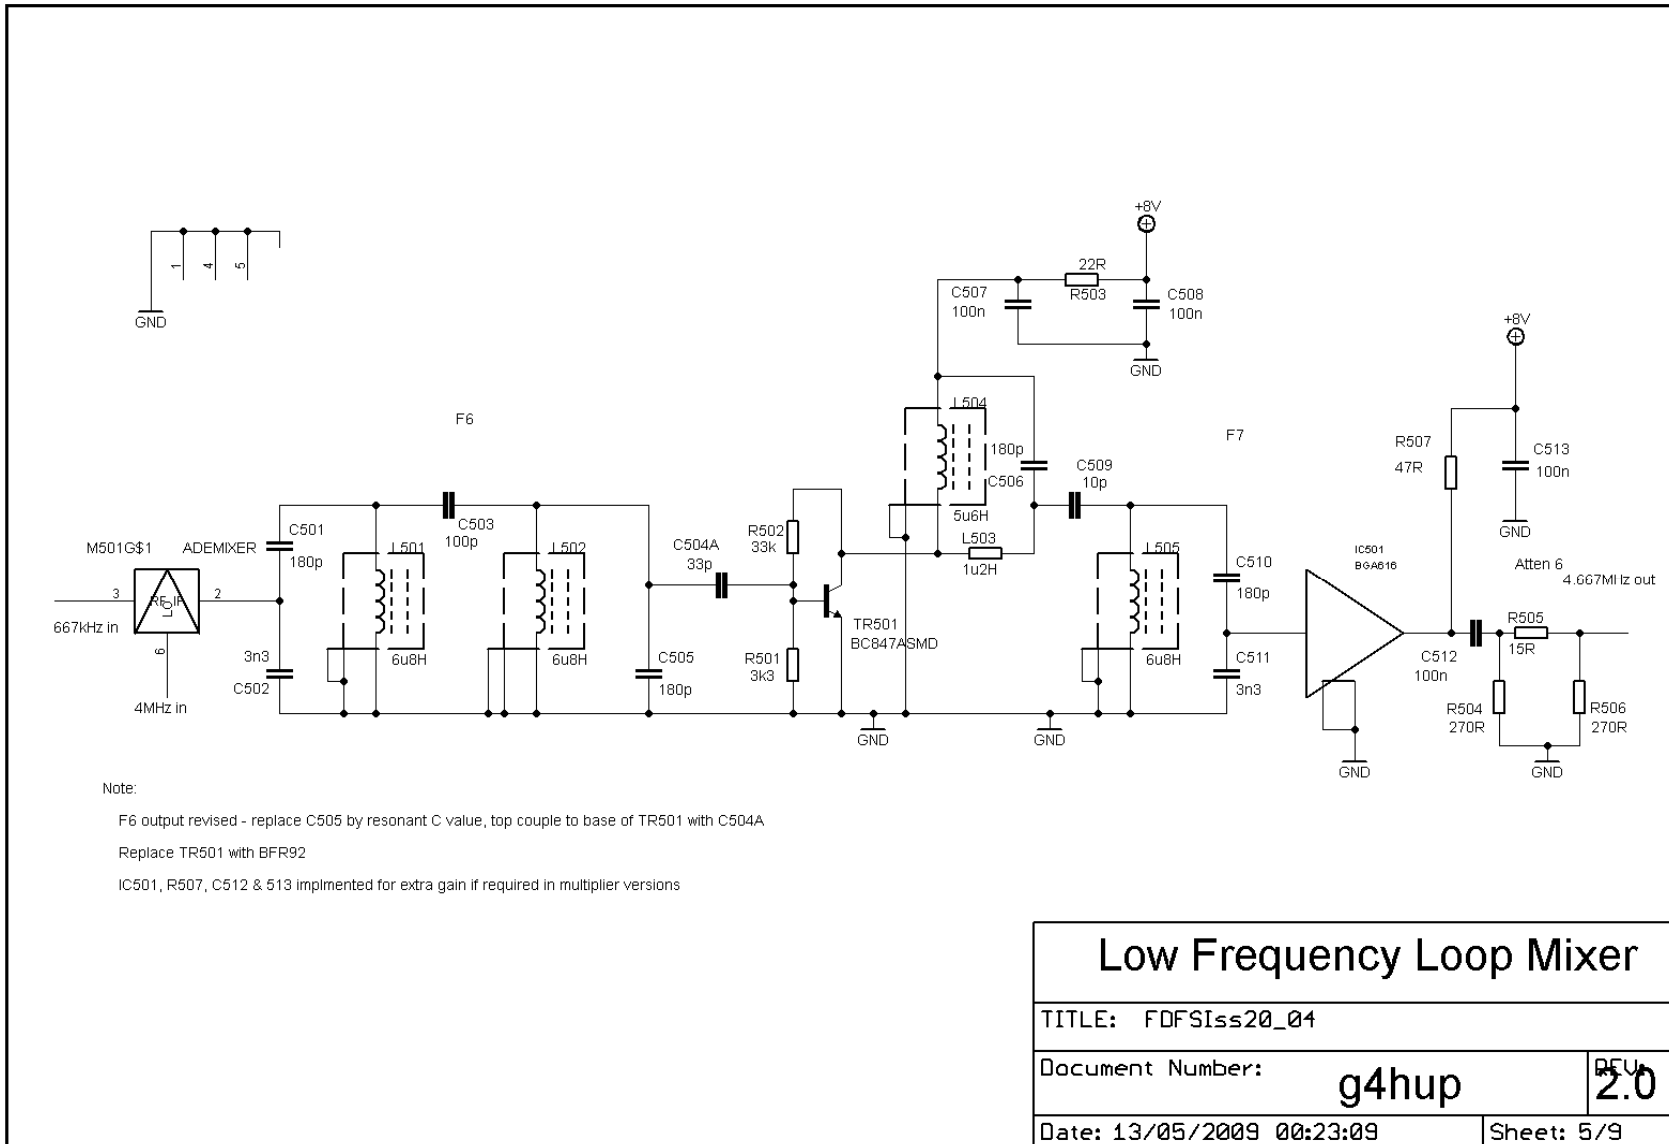 +8V
22R
R503
C507
100n
C508
100n
GND
1
4
5
GND
+8V
F6
L504
180p
C506
5u6H
F7
C509
10p
R507
47R
C513
100n
GND
M501G$1
ADEMIXER
C501
180p
C503
100p
L501
L502
C504A
33p
R502
33k
L503
1u2H
L505
C510
180p
IC501
BGA616
Atten 6
4.667MHz out
3
RF
IF
LO
2
6
667kHz in
4MHz in
3n3
C502
6u8H
6u8H
C505
180p
R501
3k3
TR501
BC847ASMD
6u8H
C511
3n3
C512
100n
R505
15R
R504
270R
R506
270R
GND
GND
GND
GND
Note:
F6 output revised - replace C505 by resonant C value, top couple to base of TR501 with C504A
Replace TR501 with BFR92
IC501, R507, C512 & 513 implmented for extra gain if required in multiplier versions
Low Frequency Loop Mixer
TITLE: FDFSIss20_04
Document Number:
g4hup
REV:
2.0
Date: 13/05/2009 00:23:09
Sheet: 5/9